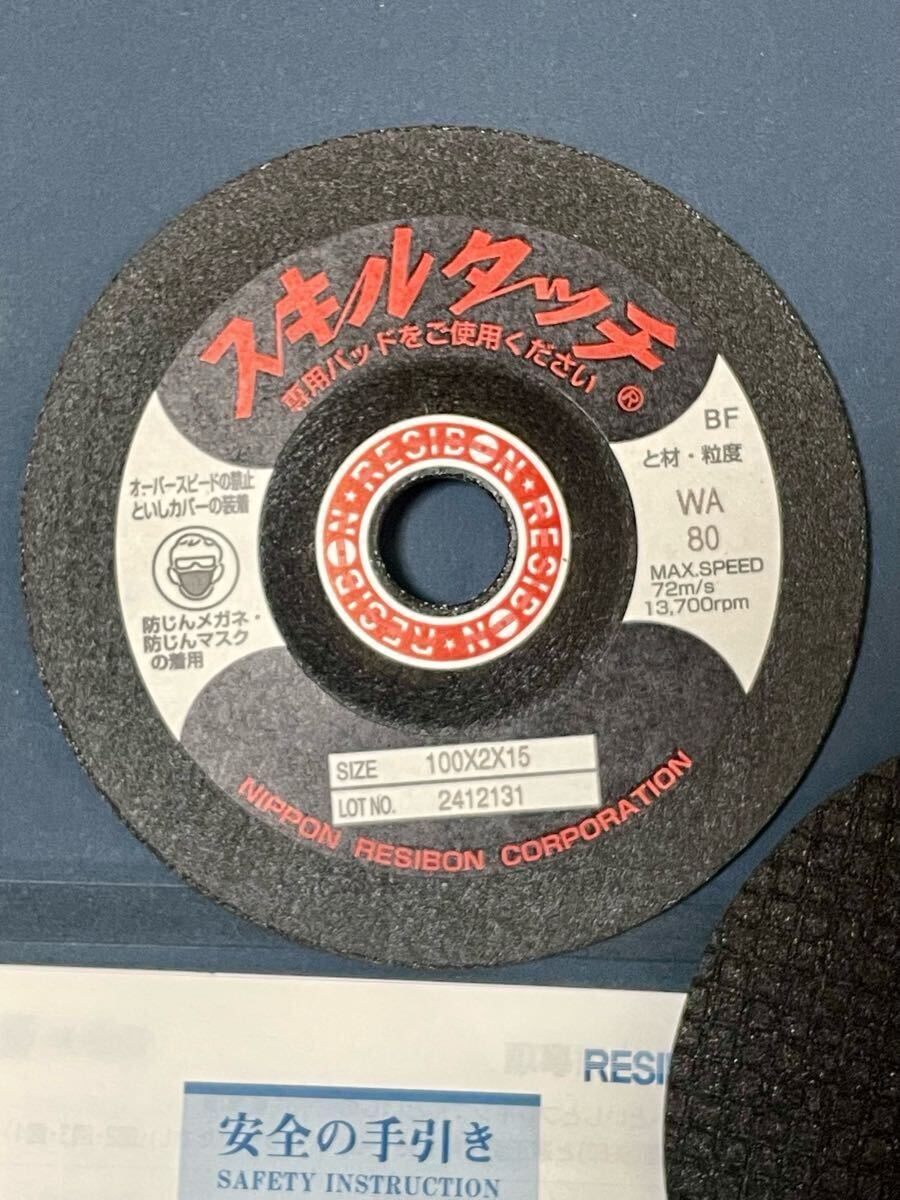 スキルタッチ®
専用パッドをご使用ください
BF
と材・粒度
WA
80
MAX.SPEED
72m/s
13,700rpm
オーバースピードの禁止
といしカバーの装着
防じんメガネ・
防じんマスク
の着用
RESIBON★RESIBON★RESIBON★
SIZE 100X2X15
LOT NO. 2412131
NIPPON RESIBON CORPORATION
RESI
安全の手引き
SAFETY INSTRUCTION